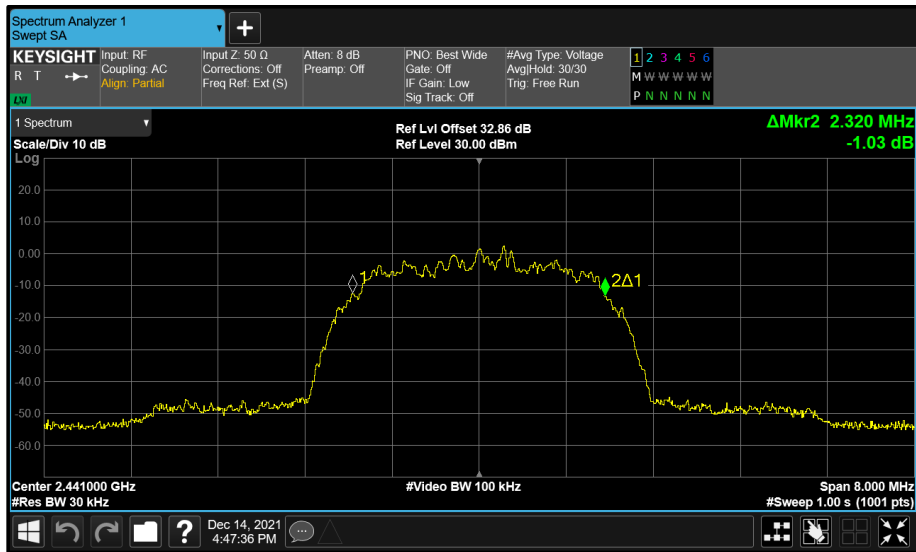 Spectrum Analyzer 1
Swept SA
+
KEYSIGHT
R T
LXI
Input: RF
Coupling: AC
Align: Partial
Input Z: 50 Ω
Corrections: Off
Freq Ref: Ext (S)
Atten: 8 dB
Preamp: Off
PNO: Best Wide
Gate: Off
IF Gain: Low
Sig Track: Off
#Avg Type: Voltage
Avg|Hold: 30/30
Trig: Free Run
1 2 3 4 5 6
M W W W W W
P N N N N N
1 Spectrum
Scale/Div 10 dB
Ref Lvl Offset 32.86 dB
Ref Level 30.00 dBm
ΔMkr2 2.320 MHz
-1.03 dB
Log
20.0
10.0
0.00
-10.0
-20.0
-30.0
-40.0
-50.0
-60.0
1
2Δ1
Center 2.441000 GHz
#Res BW 30 kHz
#Video BW 100 kHz
Span 8.000 MHz
#Sweep 1.00 s (1001 pts)
?
Dec 14, 2021
4:47:36 PM